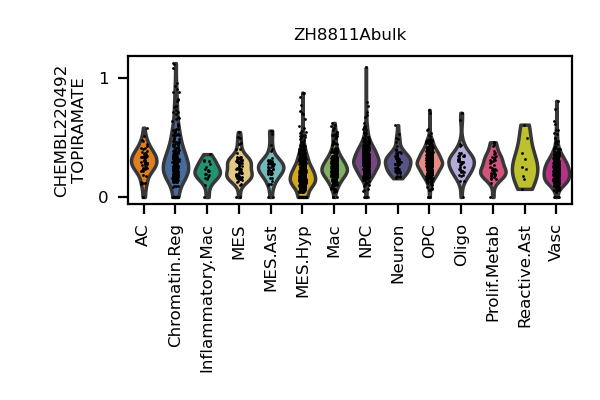 ZH8811Abulk
CHEMBL220492
TOPIRAMATE
1
0
AC
Chromatin.Reg
Inflammatory.Mac
MES
MES.Ast
MES.Hyp
Mac
NPC
Neuron
OPC
Oligo
Prolif.Metab
Reactive.Ast
Vasc